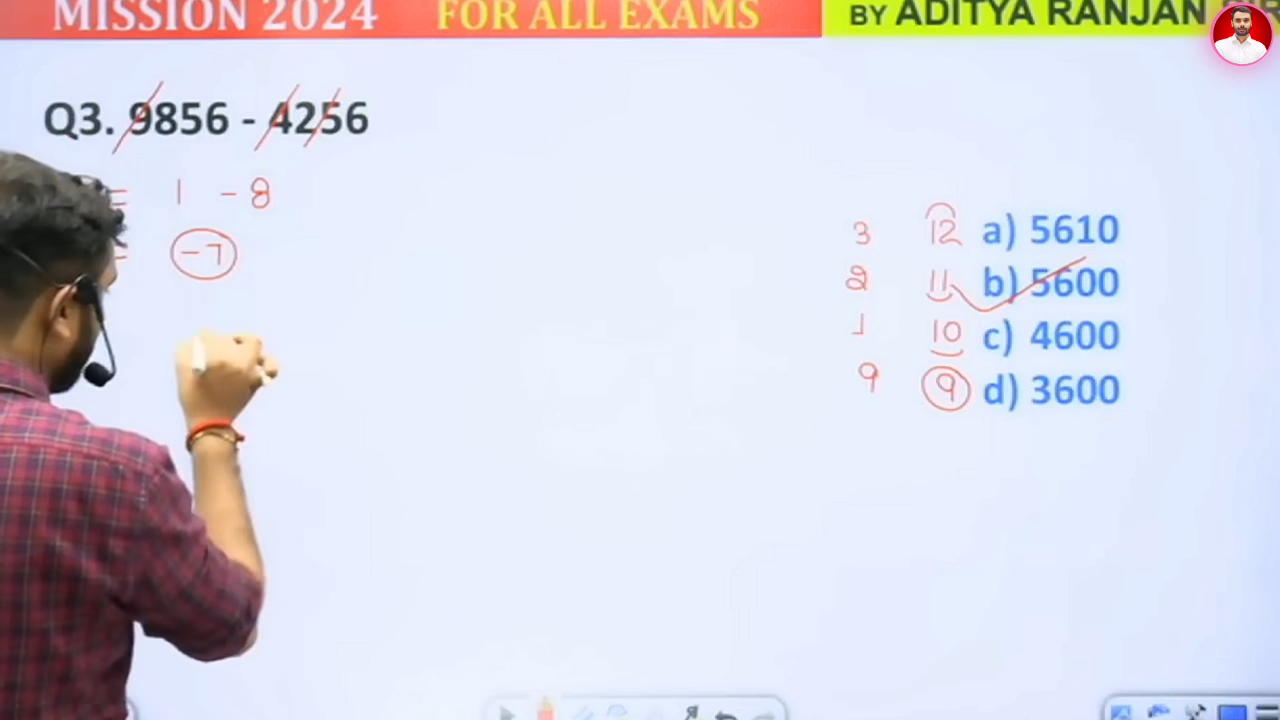 MISSION 2024 FOR ALL EXAMS BY ADITYA RANJAN
Q3. 9856 - 4256
= 1 - 8
= -7
3 12 a) 5610
2 11 b) 5600
1 10 c) 4600
9 9 d) 3600